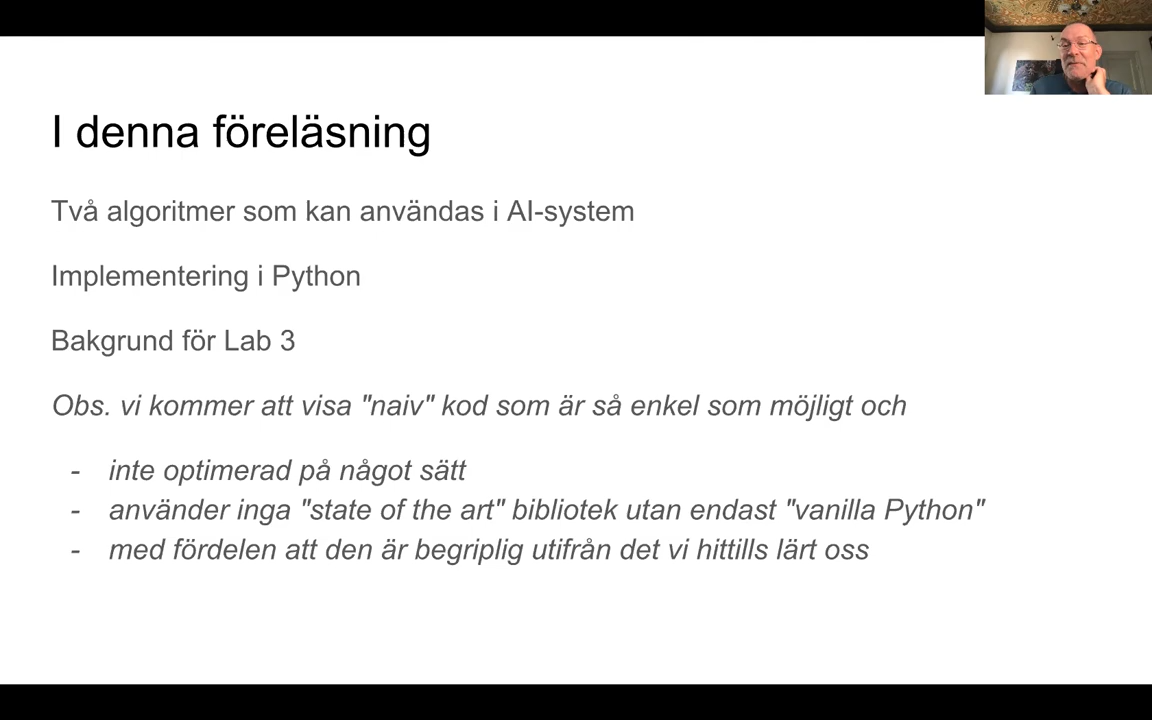 I denna föreläsning
Två algoritmer som kan användas i AI-system
Implementering i Python
Bakgrund för Lab 3
Obs. vi kommer att visa "naiv" kod som är så enkel som möjligt och
- inte optimerad på något sätt
- använder inga "state of the art" bibliotek utan endast "vanilla Python"
- med fördelen att den är begriplig utifrån det vi hittills lärt oss